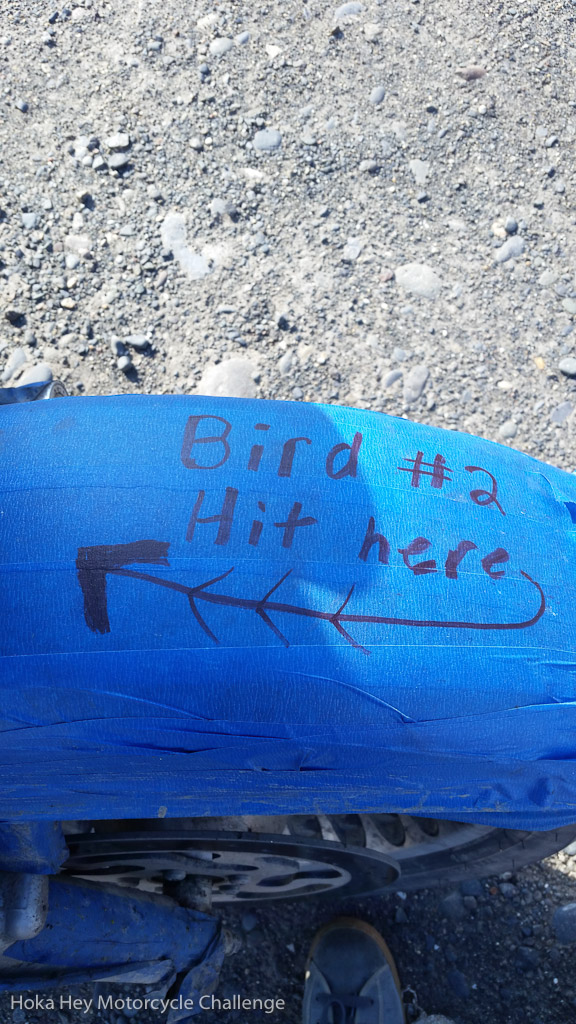 Bird #2
Hit here
Hoka Hey Motorcycle Challenge